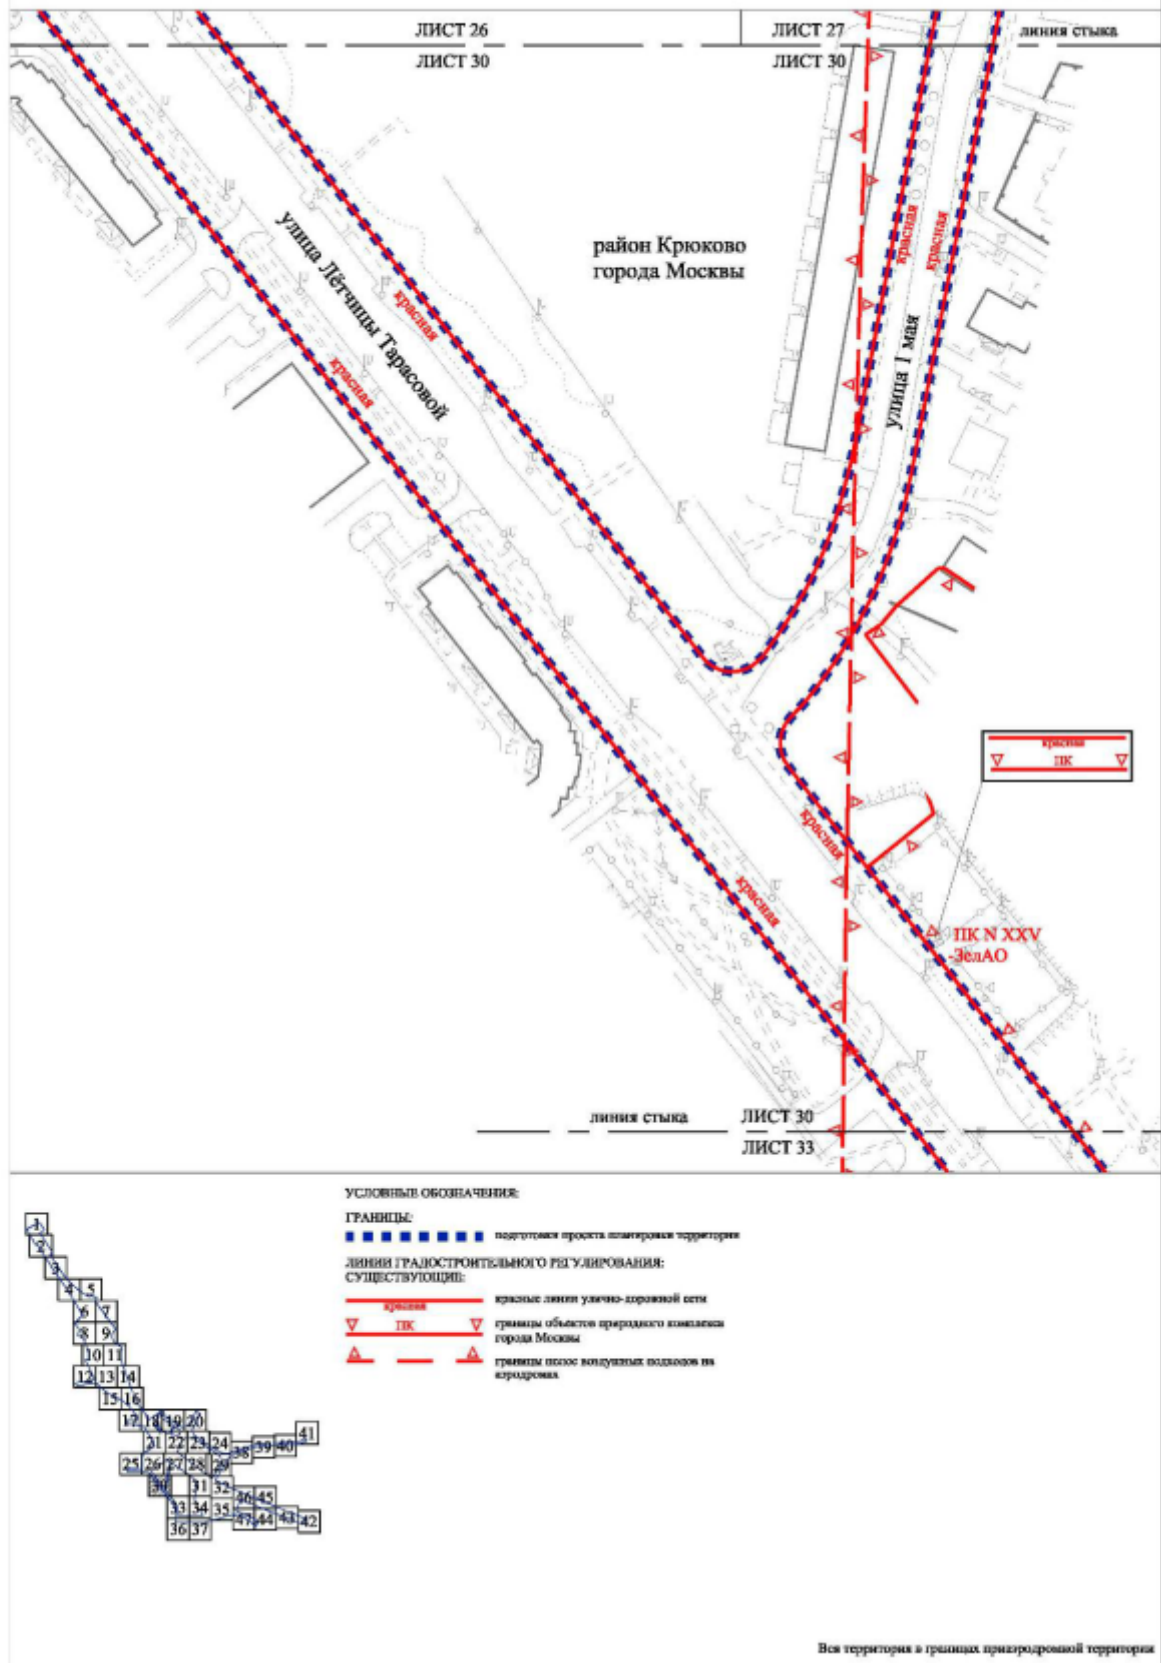 ЛИСТ 26
ЛИСТ 27
линия стыка
ЛИСТ 30
ЛИСТ 30
район Крюково
города Москвы
улица Лётчицы Тарасовой
красная
красная
красная
красная
улица 1 мая
красная
ПК
красная
красная
ПК N XXV
-ЗелАО
линия стыка
ЛИСТ 30
ЛИСТ 33
УСЛОВНЫЕ ОБОЗНАЧЕНИЯ:
ГРАНИЦЫ:
подготовки проекта планировки территории
ЛИНИИ ГРАДОСТРОИТЕЛЬНОГО РЕГУЛИРОВАНИЯ:
СУЩЕСТВУЮЩИЕ:
красная
красные линии улично-дорожной сети
ПК
границы объектов природного комплекса
города Москвы
границы полос воздушных подходов на
аэродромах
1
2
3
4 5
6 7
8 9
10 11
12 13 14
15 16
17 18 19 20
21 22 23 24 38 39 40 41
25 26 27 28 29
30 31 32 46 45
33 34 35 47 44 43 42
36 37
Вся территория в границах приаэродромной территории